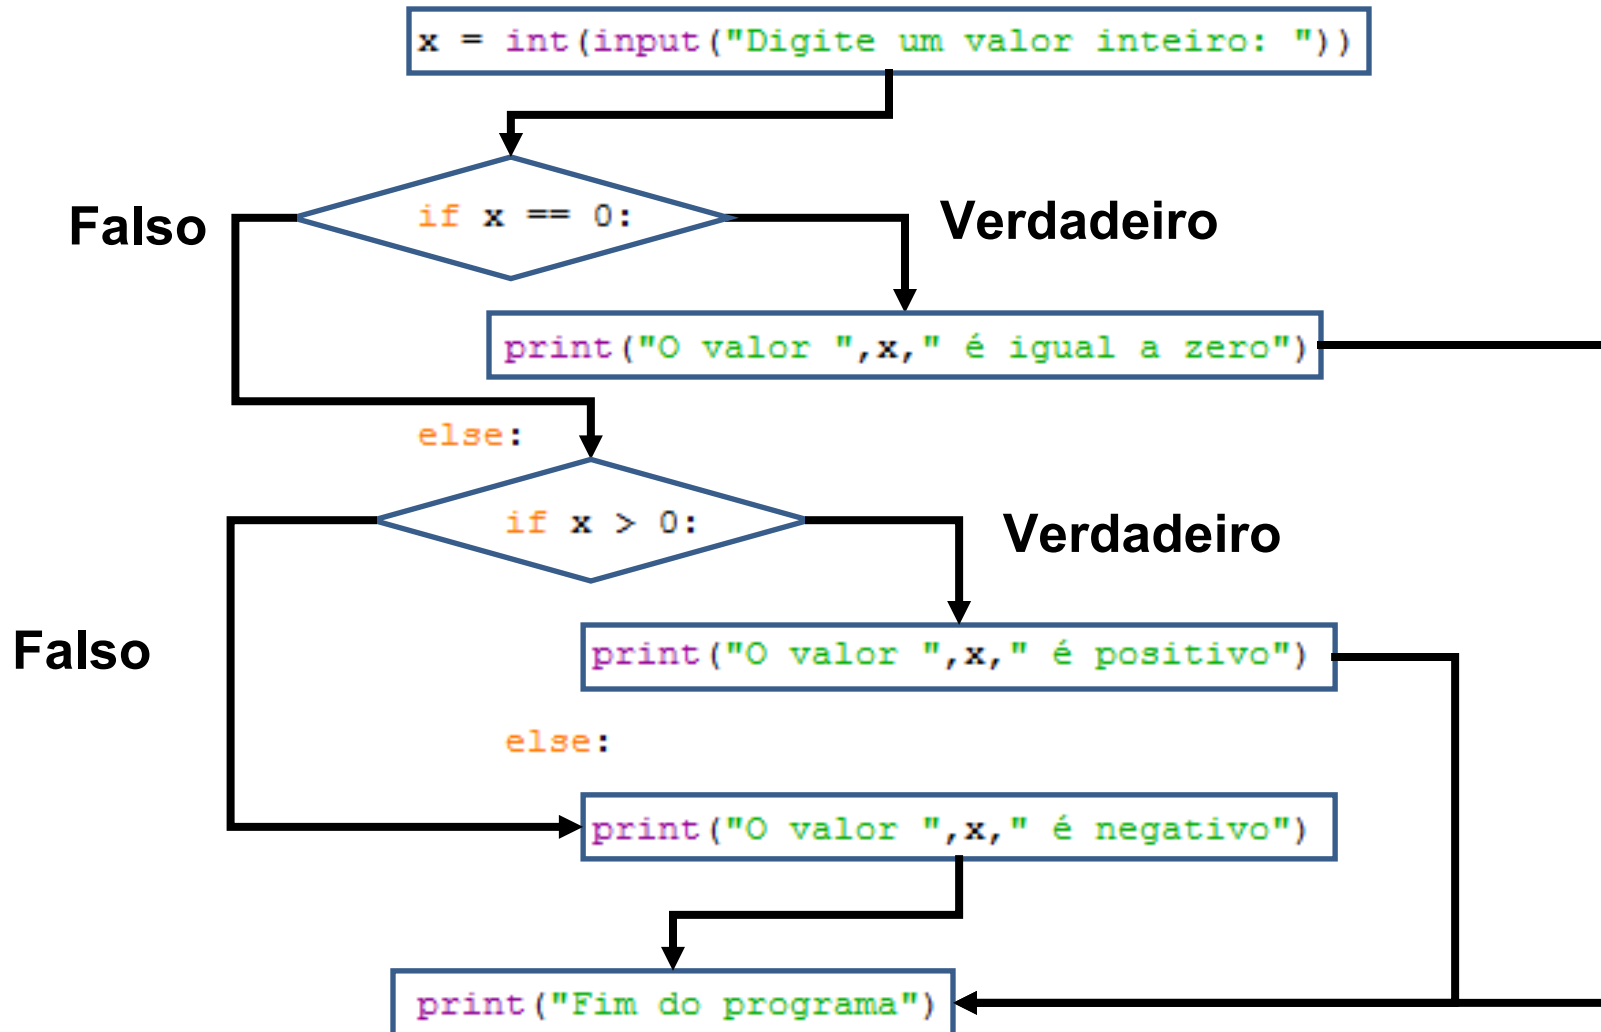 x = int(input("Digite um valor inteiro: "))
if x == 0:
Falso
Verdadeiro
print("O valor ",x," é igual a zero")
else:
if x > 0:
Verdadeiro
Falso
print("O valor ",x," é positivo")
else:
print("O valor ",x," é negativo")
print("Fim do programa")